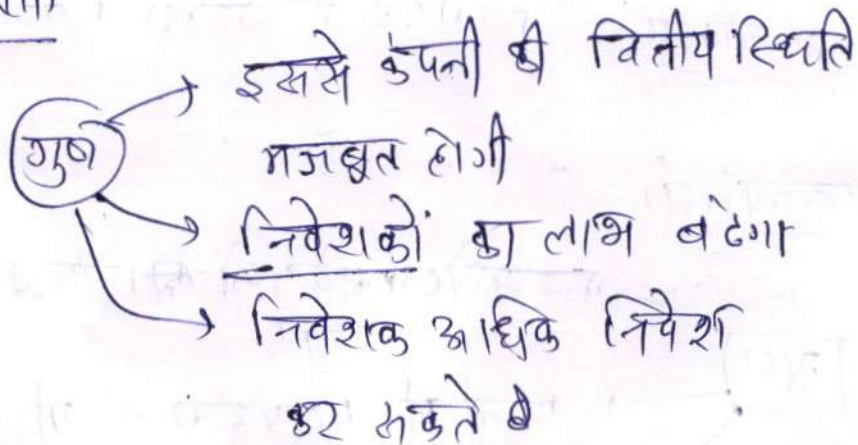 गुण
इससे कंपनी की वित्तीय स्थिति
मजबूत होगी
निवेशकों का लाभ बढेगा
निवेशक अधिक निवेश
कर सकते है